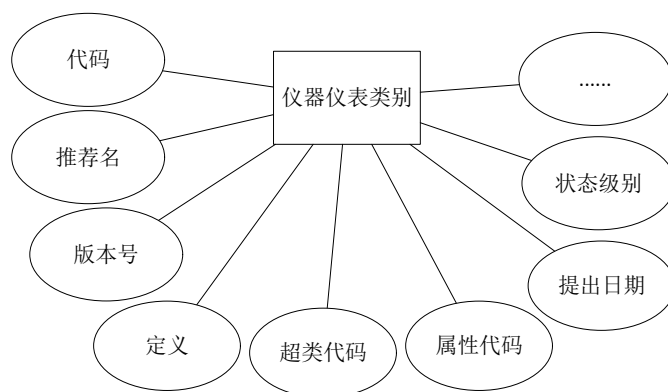 代码
仪器仪表类别
......
推荐名
状态级别
版本号
提出日期
定义
超类代码
属性代码